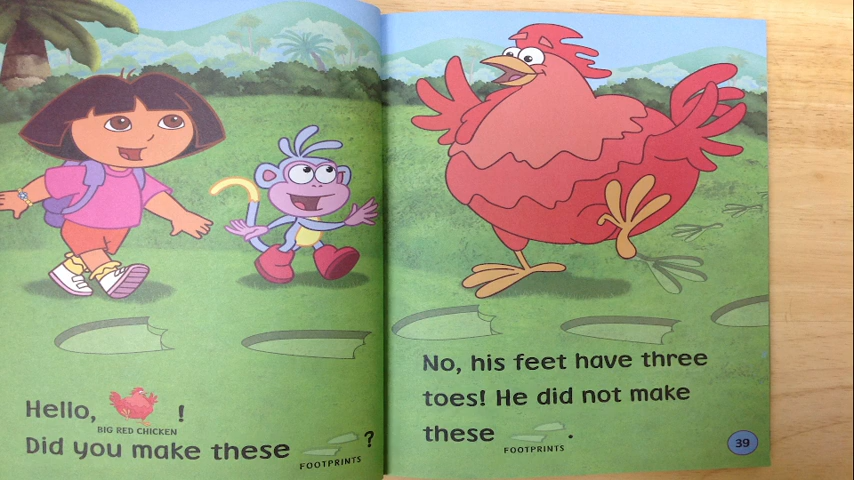 Hello, !
BIG RED CHICKEN
Did you make these ?
FOOTPRINTS
No, his feet have three
toes! He did not make
these .
FOOTPRINTS
39